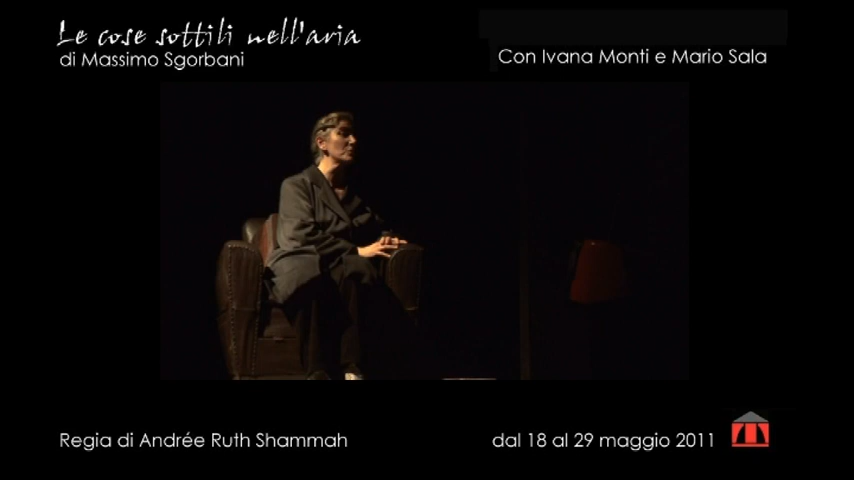 Le cose sottili nell'aria
di Massimo Sgorbani
Con Ivana Monti e Mario Sala
Regia di Andrée Ruth Shammah
dal 18 al 29 maggio 2011